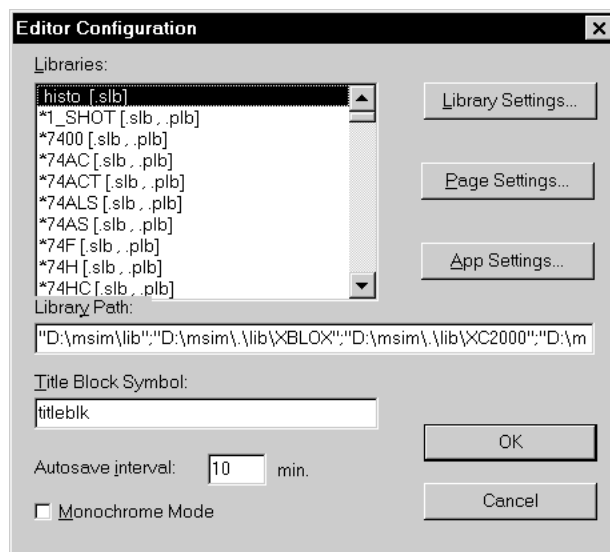 Editor Configuration
Libraries:
histo [.slb]
*1_SHOT [.slb , .plb]
*7400 [.slb , .plb]
*74AC [.slb , .plb]
*74ACT [.slb , .plb]
*74ALS [.slb , .plb]
*74AS [.slb , .plb]
*74F [.slb , .plb]
*74H [.slb , .plb]
*74HC [.slb , .plb]
Library Settings...
Page Settings...
App Settings...
Library Path:
"D:\msim\lib";"D:\msim\.\lib\XBLOX";"D:\msim\.\lib\XC2000";"D:\m
Title Block Symbol:
titleblk
Autosave interval: 10 min.
Monochrome Mode
OK
Cancel